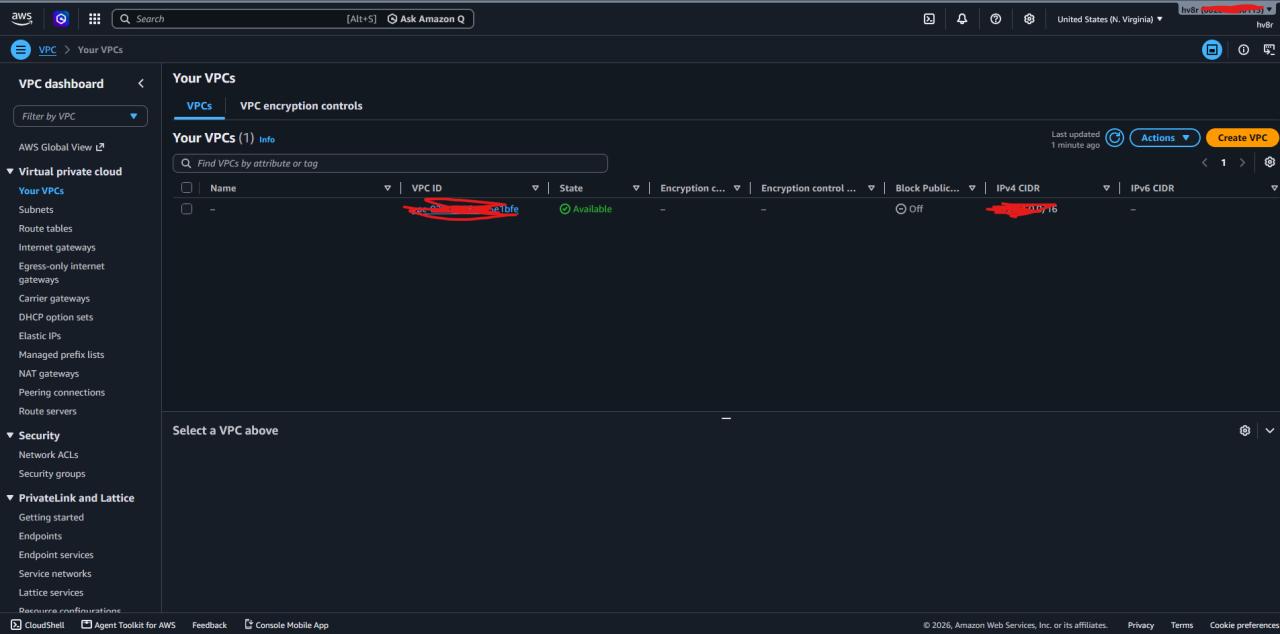 aws Search [Alt+S] Ask Amazon Q United States (N. Virginia) hv8r
hv8r
VPC > Your VPCs
VPC dashboard
Filter by VPC
AWS Global View
Virtual private cloud
Your VPCs
Subnets
Route tables
Internet gateways
Egress-only internet
gateways
Carrier gateways
DHCP option sets
Elastic IPs
Managed prefix lists
NAT gateways
Peering connections
Route servers
Security
Network ACLs
Security groups
PrivateLink and Lattice
Getting started
Endpoints
Endpoint services
Service networks
Lattice services
Resource configurations
Your VPCs
VPCs VPC encryption controls
Your VPCs (1) Info
Last updated
1 minute ago
Actions Create VPC
Find VPCs by attribute or tag
1
Name VPC ID State Encryption c... Encryption control ... Block Public... IPv4 CIDR IPv6 CIDR
– e1bfe Available – – Off /16 –
Select a VPC above
CloudShell Agent Toolkit for AWS Feedback Console Mobile App © 2026, Amazon Web Services, Inc. or its affiliates. Privacy Terms Cookie preferences